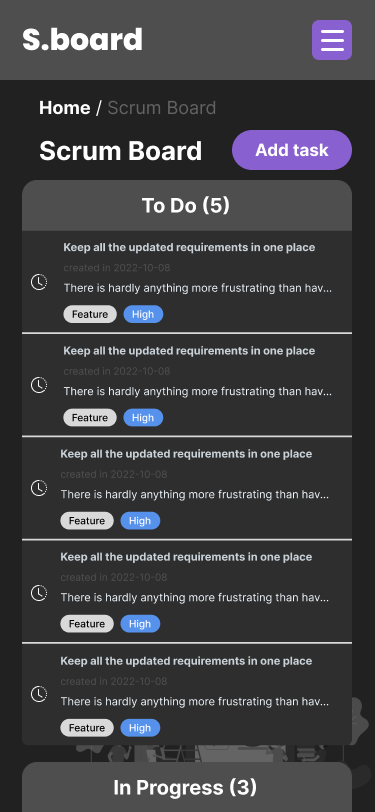 S.board
Home / Scrum Board
Scrum Board
Add task
To Do (5)
Keep all the updated requirements in one place
created in 2022-10-08
There is hardly anything more frustrating than hav...
Feature
High
Keep all the updated requirements in one place
created in 2022-10-08
There is hardly anything more frustrating than hav...
Feature
High
Keep all the updated requirements in one place
created in 2022-10-08
There is hardly anything more frustrating than hav...
Feature
High
Keep all the updated requirements in one place
created in 2022-10-08
There is hardly anything more frustrating than hav...
Feature
High
Keep all the updated requirements in one place
created in 2022-10-08
There is hardly anything more frustrating than hav...
Feature
High
In Progress (3)